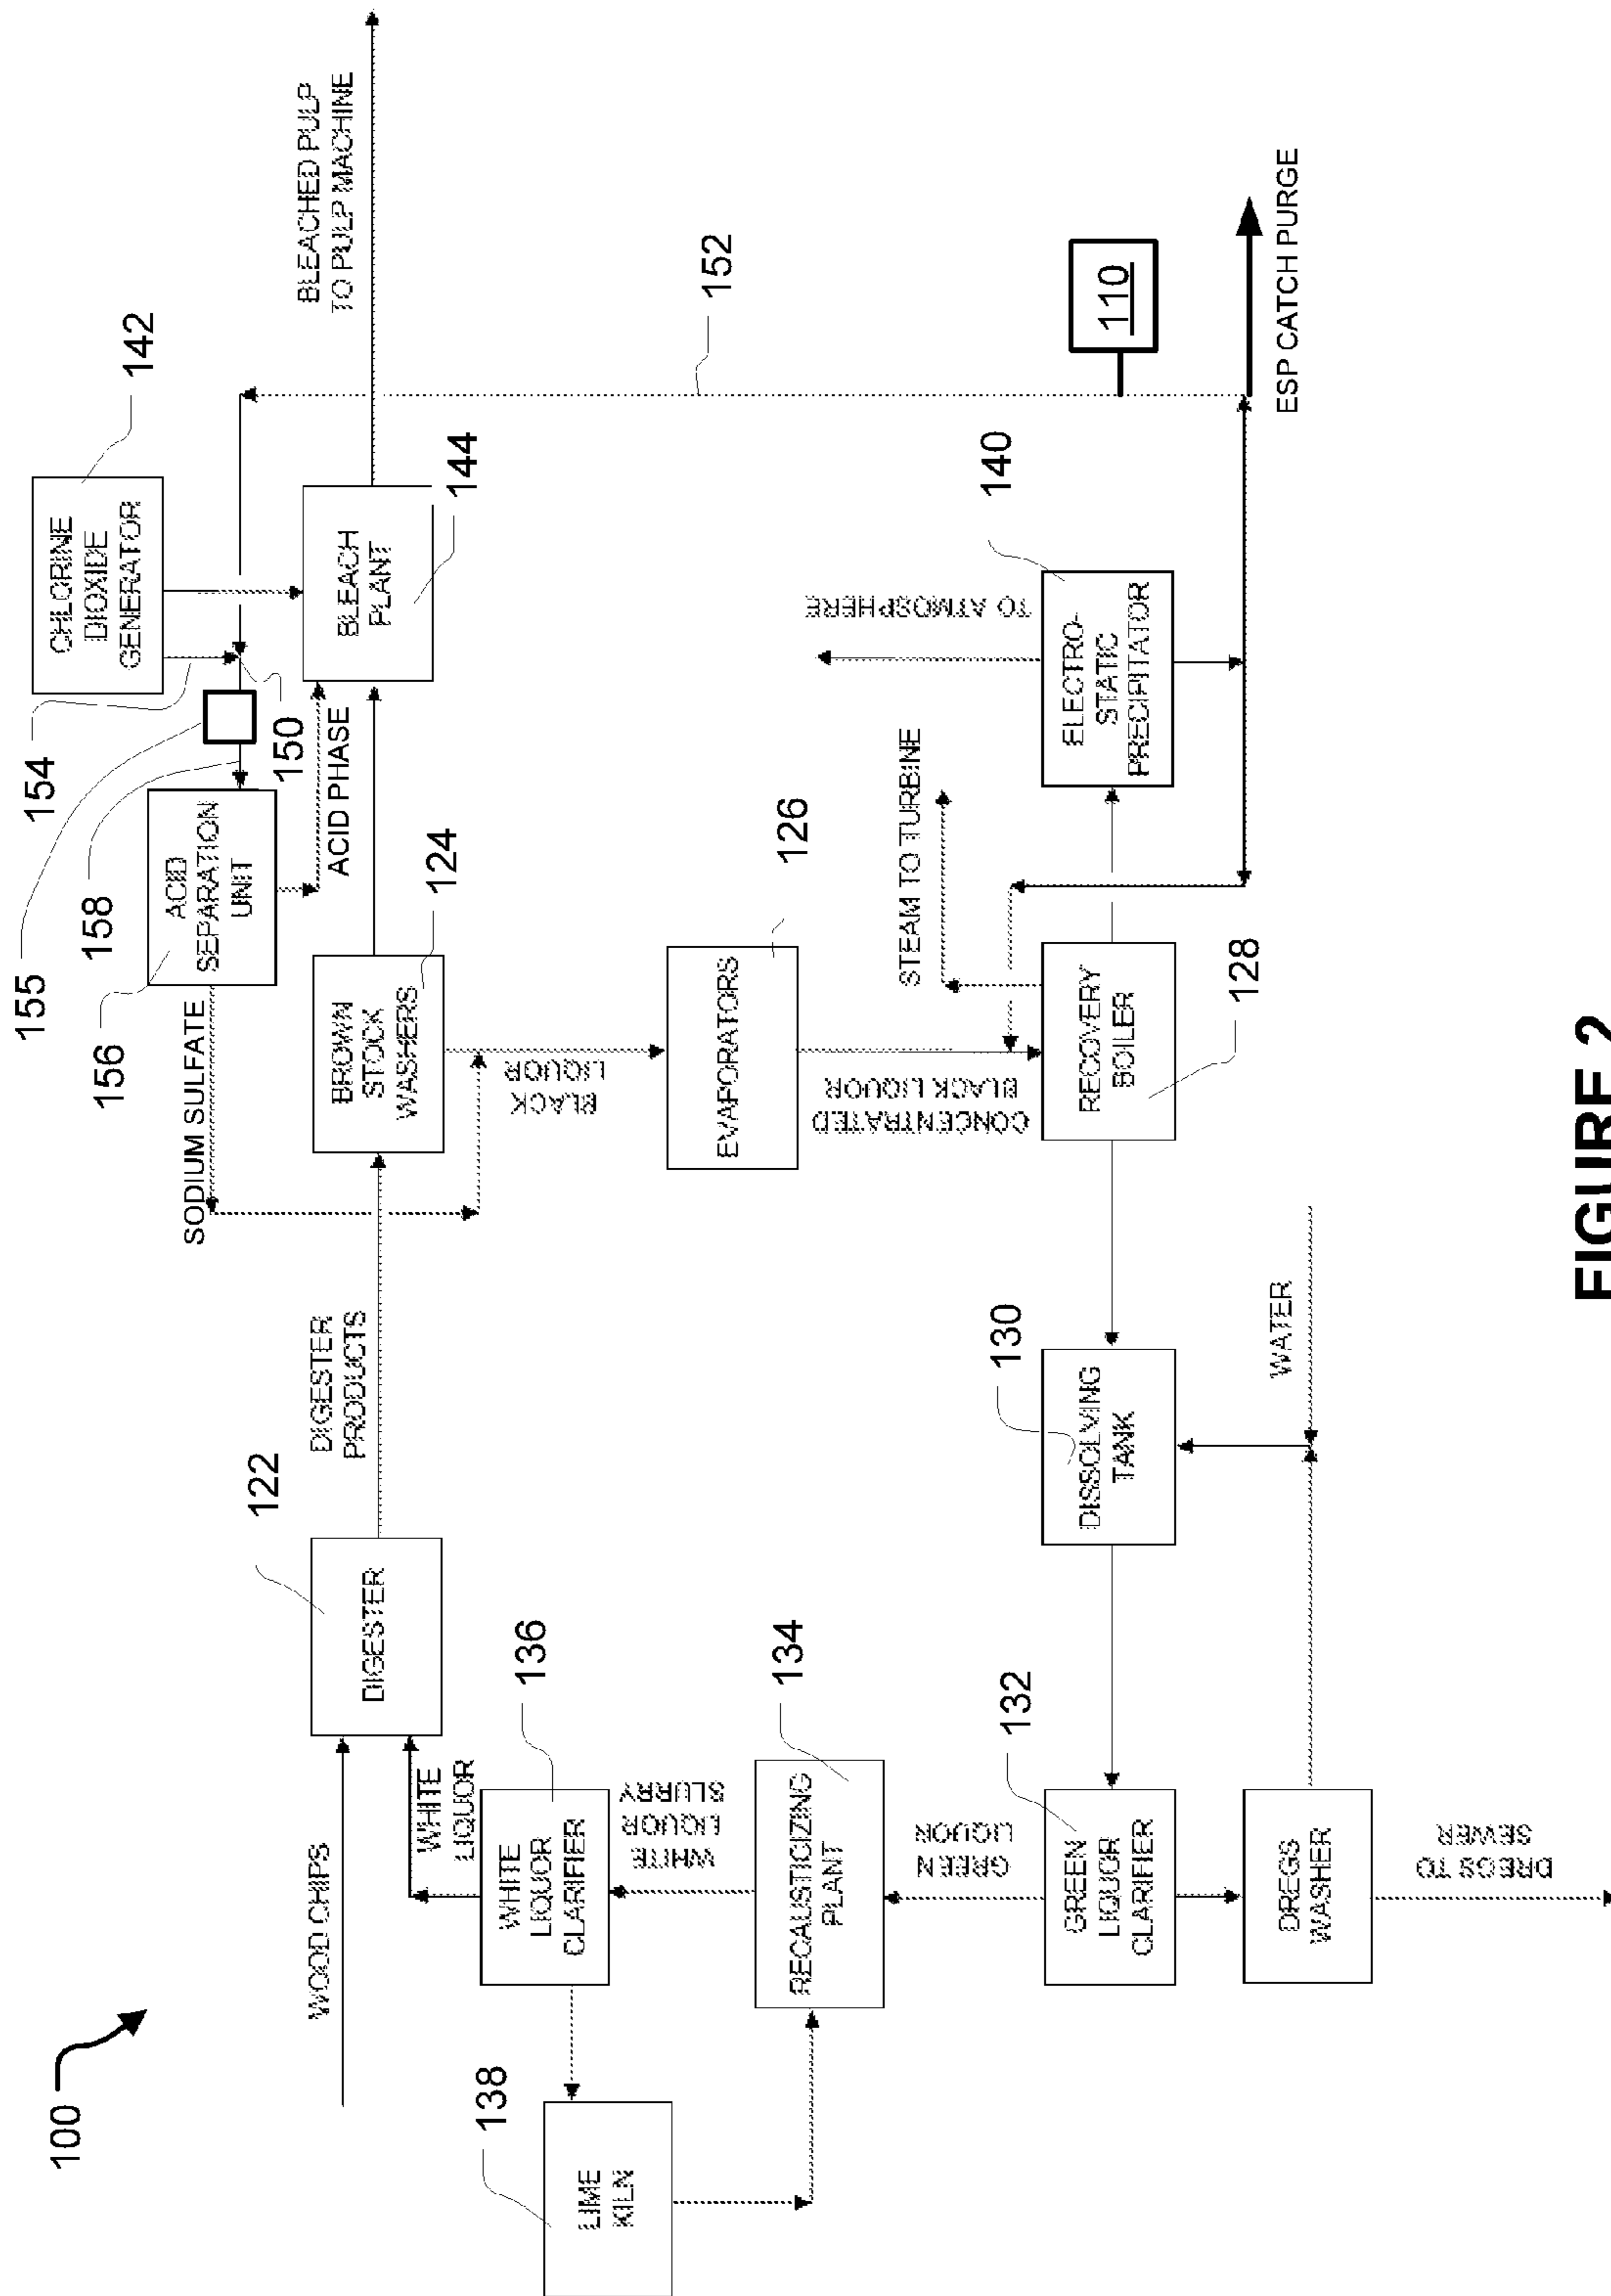 100
WOOD CHIPS
122
DIGESTER
DIGESTER
PRODUCTS
WHITE
LIQUOR
136
WHITE
LIQUOR
CLARIFIER
138
LIME
KILN
WHITE
LIQUOR
SLURRY
134
RECAUSTICIZING
PLANT
GREEN
LIQUOR
132
GREEN
LIQUOR
CLARIFIER
DREGS
WASHER
DREGS TO
SEWER
130
DISSOLVING
TANK
WATER
155
154
158
156
ACID
SEPARATION
UNIT
SODIUM SULFATE
150
ACID PHASE
142
CHLORINE
DIOXIDE
GENERATOR
124
BROWN
STOCK
WASHERS
144
BLEACH
PLANT
BLEACHED PULP
TO PULP MACHINE
BLACK
LIQUOR
126
EVAPORATORS
CONCENTRATED
BLACK LIQUOR
STEAM TO TURBINE
128
RECOVERY
BOILER
TO ATMOSPHERE
140
ELECTRO-
STATIC
PRECIPITATOR
152
110
ESP CATCH PURGE
FIGURE 2